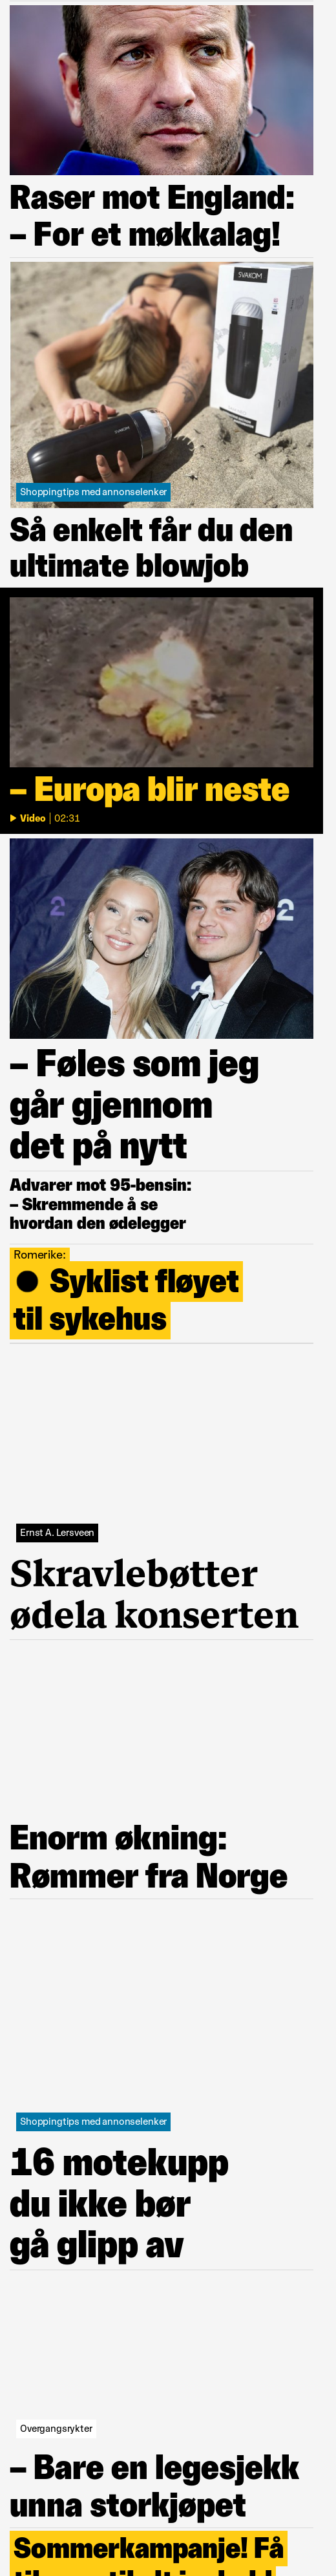 Raser mot England:
– For et møkkalag!
SVAKOM
Shoppingtips med annonselenker
Så enkelt får du den
ultimate blowjob
– Europa blir neste
Video | 02:31
2
2
– Føles som jeg
går gjennom
det på nytt
Advarer mot 95-bensin:
– Skremmende å se
hvordan den ødelegger
Romerike:
● Syklist fløyet
til sykehus
Ernst A. Lersveen
Skravlebøtter
ødela konserten
Enorm økning:
Rømmer fra Norge
Shoppingtips med annonselenker
16 motekupp
du ikke bør
gå glipp av
Overgangsrykter
– Bare en legesjekk
unna storkjøpet
Sommerkampanje! Få